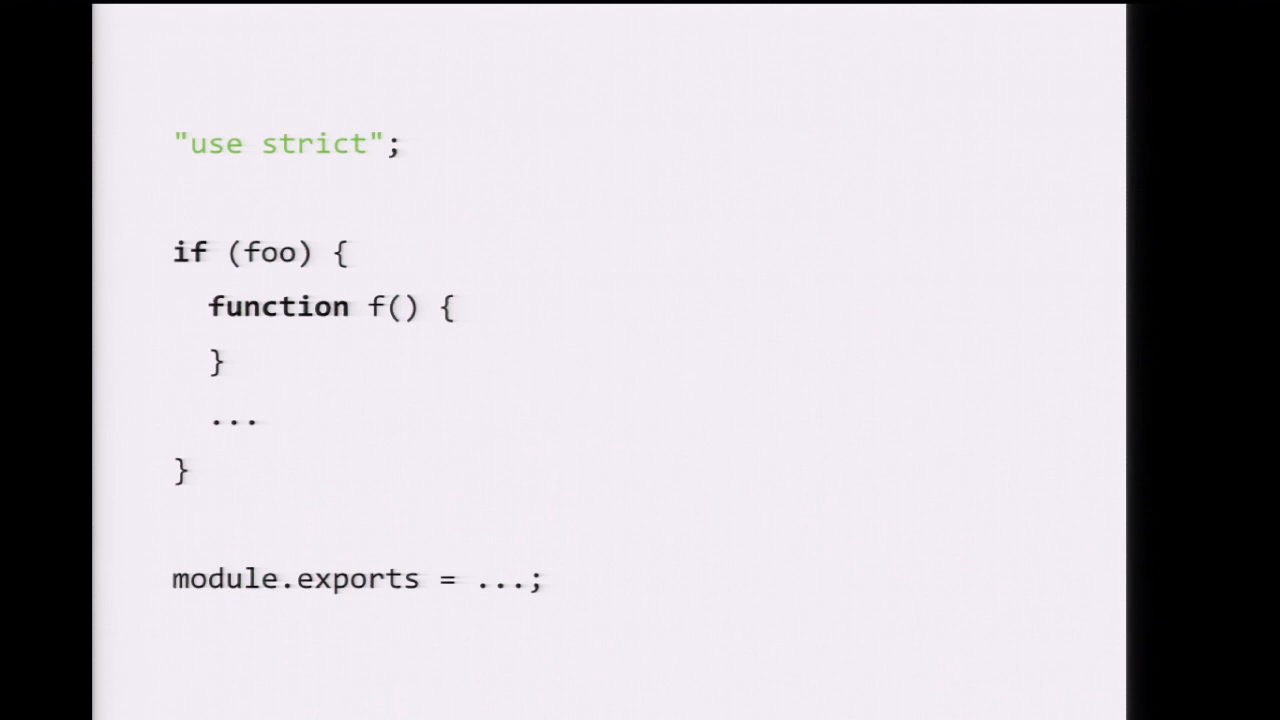 "use strict";
if (foo) {
  function f() {
  }
  ...
}
module.exports = ...;